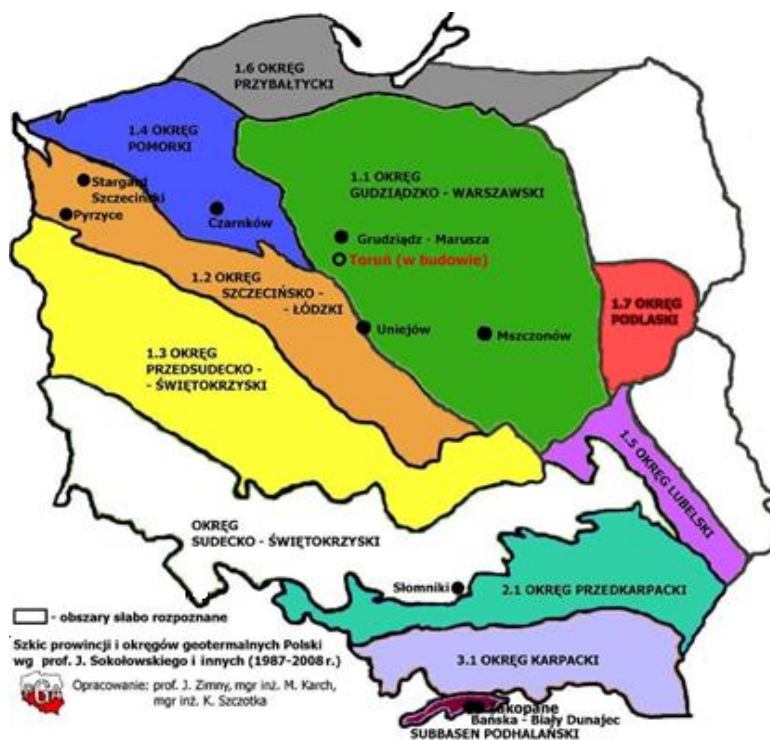 1.6 OKRĘG
PRZYBAŁTYCKI
1.4 OKRĘG
POMORKI
1.1 OKRĘG
GUDZIĄDZKO - WARSZAWSKI
Stargard
Szczeciński
Pyrzyce
Czarnków
Grudziądz - Marusza
Toruń (w budowie)
1.2 OKRĘG
SZCZECIŃSKO -
- ŁÓDZKI
1.7 OKRĘG
PODLASKI
Uniejów
Mszczonów
1.3 OKRĘG
PRZEDSUDECKO -
- ŚWIĘTOKRZYSKI
1.5 OKRĘG LUBELSKI
OKRĘG
SUDECKO - ŚWIĘTOKRZYSKI
Słomniki
2.1 OKRĘG PRZEDKARPACKI
- obszary słabo rozpoznane
Szkic prowincji i okręgów geotermalnych Polski
wg prof. J. Sokołowskiego i innych (1987-2008 r.)
Opracowanie: prof. J. Zimny, mgr inż. M. Karch,
mgr inż. K. Szczotka
3.1 OKRĘG KARPACKI
Zakopane
Bańska - Biały Dunajec
SUBBASEN PODHALAŃSKI